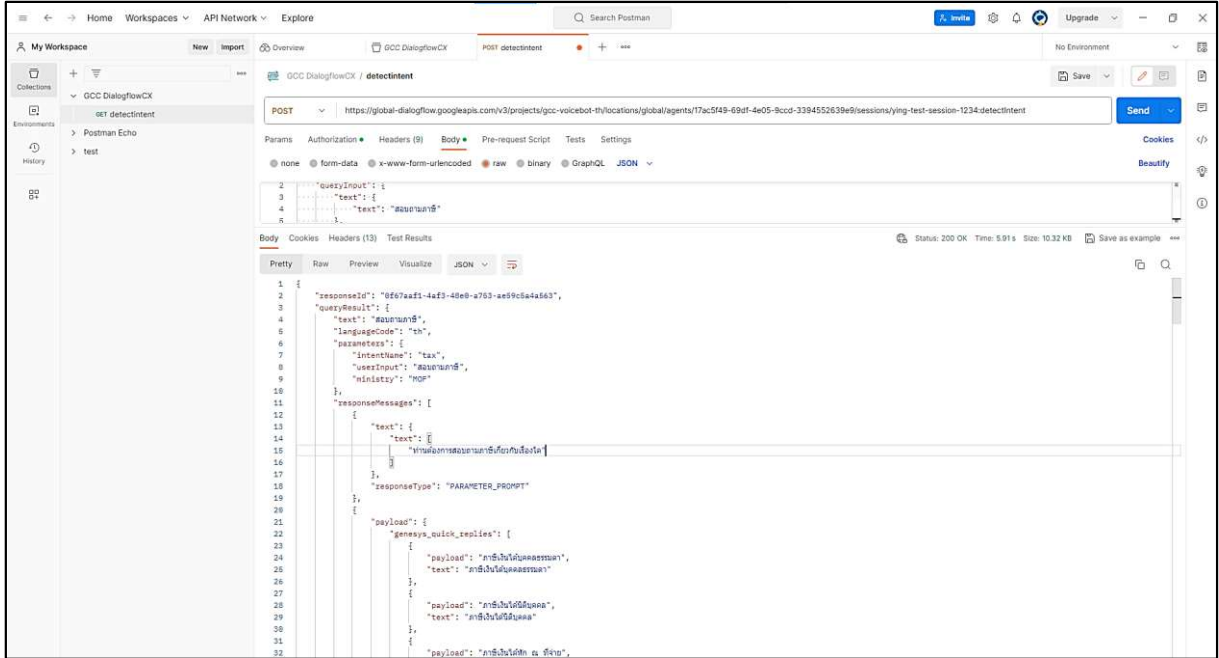 Home Workspaces API Network Explore Search Postman Invite Upgrade
My Workspace New Import Overview GCC DialogflowCX POST detectintent No Environment
Collections
Environments
History
GCC DialogflowCX
GET detectintent
Postman Echo
test
GCC DialogflowCX / detectintent Save
POST https://global-dialogflow.googleapis.com/v3/projects/gcc-voicebot-th/locations/global/agents/17ac5f49-69df-4e05-9ccd-3394552639e9/sessions/ying-test-session-1234:detectIntent Send
Params Authorization Headers (9) Body Pre-request Script Tests Settings Cookies
none form-data x-www-form-urlencoded raw binary GraphQL JSON Beautify
2 "queryInput": {
3 "text": {
4 "text": "สอบถามภาษี"
5 },
Body Cookies Headers (13) Test Results Status: 200 OK Time: 5.91 s Size: 10.32 KB Save as example
Pretty Raw Preview Visualize JSON
1 {
2 "responseId": "0f67aaf1-4af3-48e0-a753-ae59c5a4a563",
3 "queryResult": {
4 "text": "สอบถามภาษี",
5 "languageCode": "th",
6 "parameters": {
7 "intentName": "tax",
8 "userInput": "สอบถามภาษี",
9 "ministry": "MOF"
10 },
11 "responseMessages": [
12 {
13 "text": {
14 "text": [
15 "ท่านต้องการสอบถามภาษีเกี่ยวกับเรื่องใด"
16 ]
17 },
18 "responseType": "PARAMETER_PROMPT"
19 },
20 {
21 "payload": {
22 "genesys_quick_replies": [
23 {
24 "payload": "ภาษีเงินได้บุคคลธรรมดา",
25 "text": "ภาษีเงินได้บุคคลธรรมดา"
26 },
27 {
28 "payload": "ภาษีเงินได้นิติบุคคล",
29 "text": "ภาษีเงินได้นิติบุคคล"
30 },
31 {
32 "payload": "ภาษีเงินได้หัก ณ ที่จ่าย",